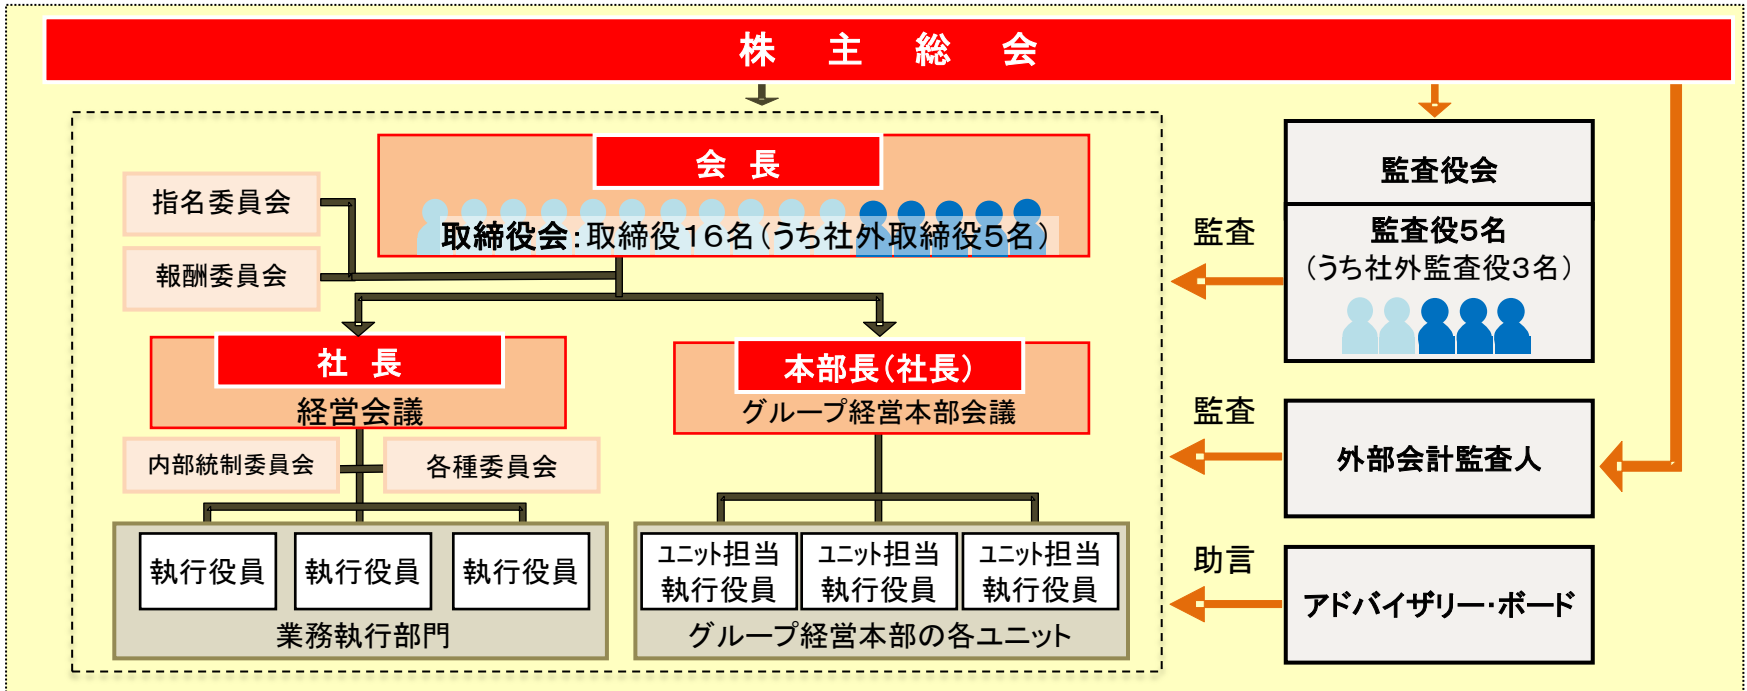 株主総会
会長
取締役会：取締役16名（うち社外取締役5名）
指名委員会
報酬委員会
社長
経営会議
内部統制委員会
各種委員会
執行役員
執行役員
執行役員
業務執行部門
本部長（社長）
グループ経営本部会議
ユニット担当
執行役員
ユニット担当
執行役員
ユニット担当
執行役員
グループ経営本部の各ユニット
監査
監査役会
監査役5名
（うち社外監査役3名）
監査
外部会計監査人
助言
アドバイザリー・ボード